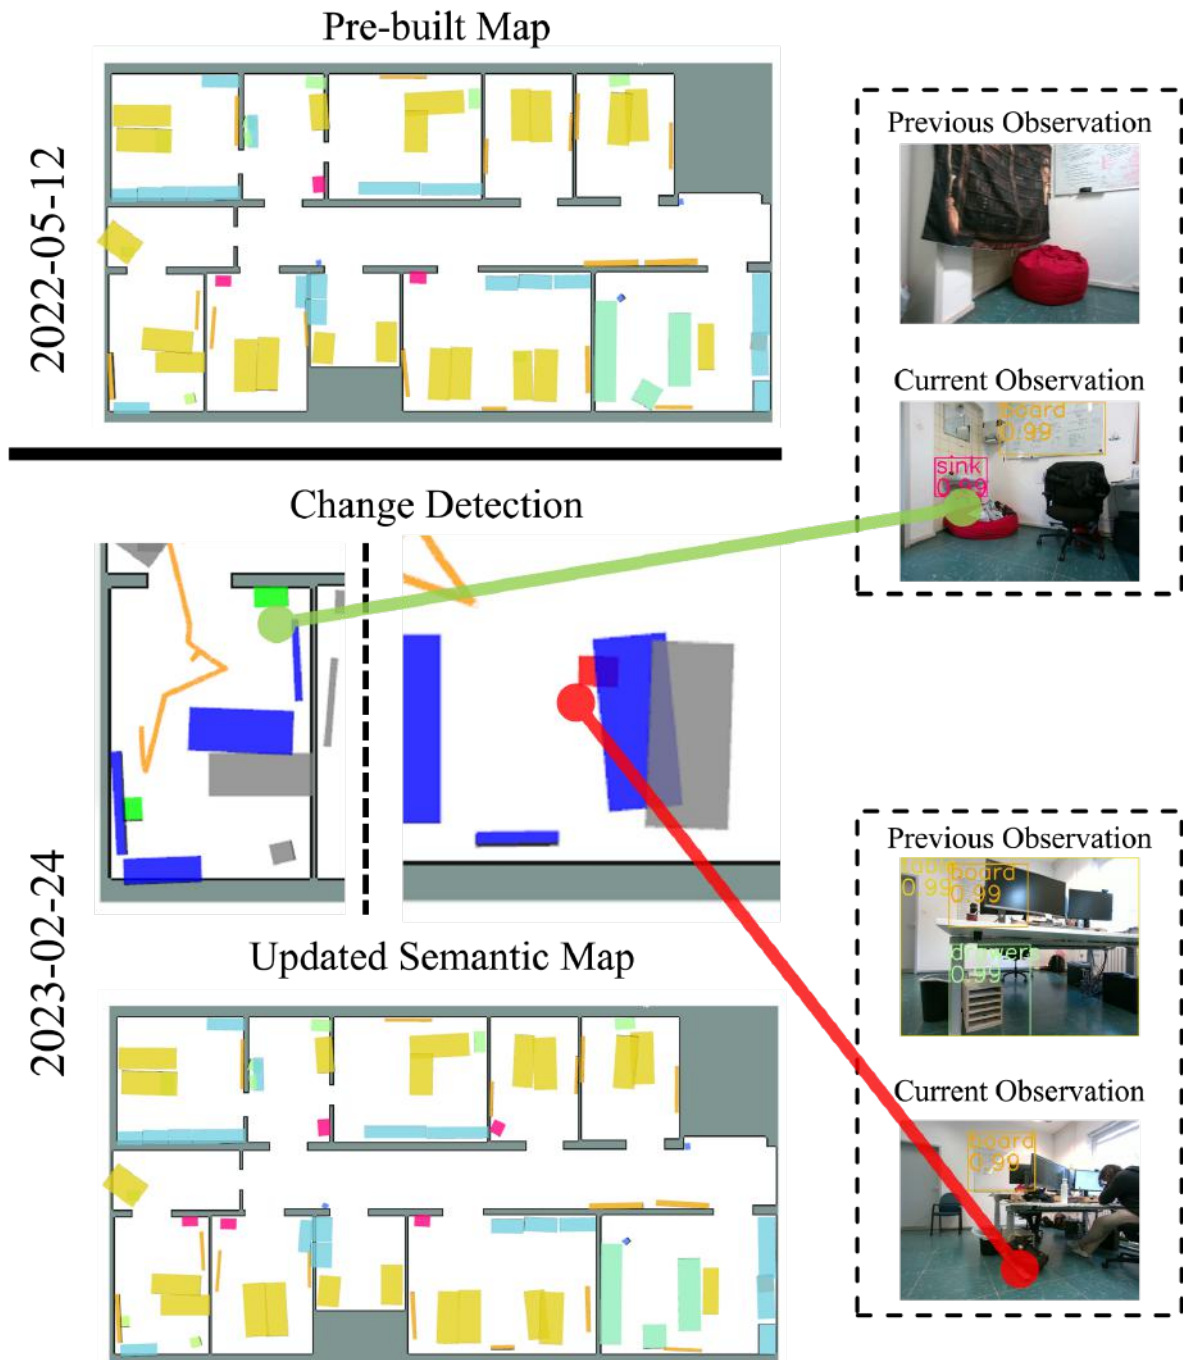 Pre-built Map
2022-05-12
Previous Observation
Current Observation
board
0.99
sink
0.99
Change Detection
2023-02-24
Previous Observation
table
0.99
board
0.99
drawers
0.99
Current Observation
board
0.99
Updated Semantic Map